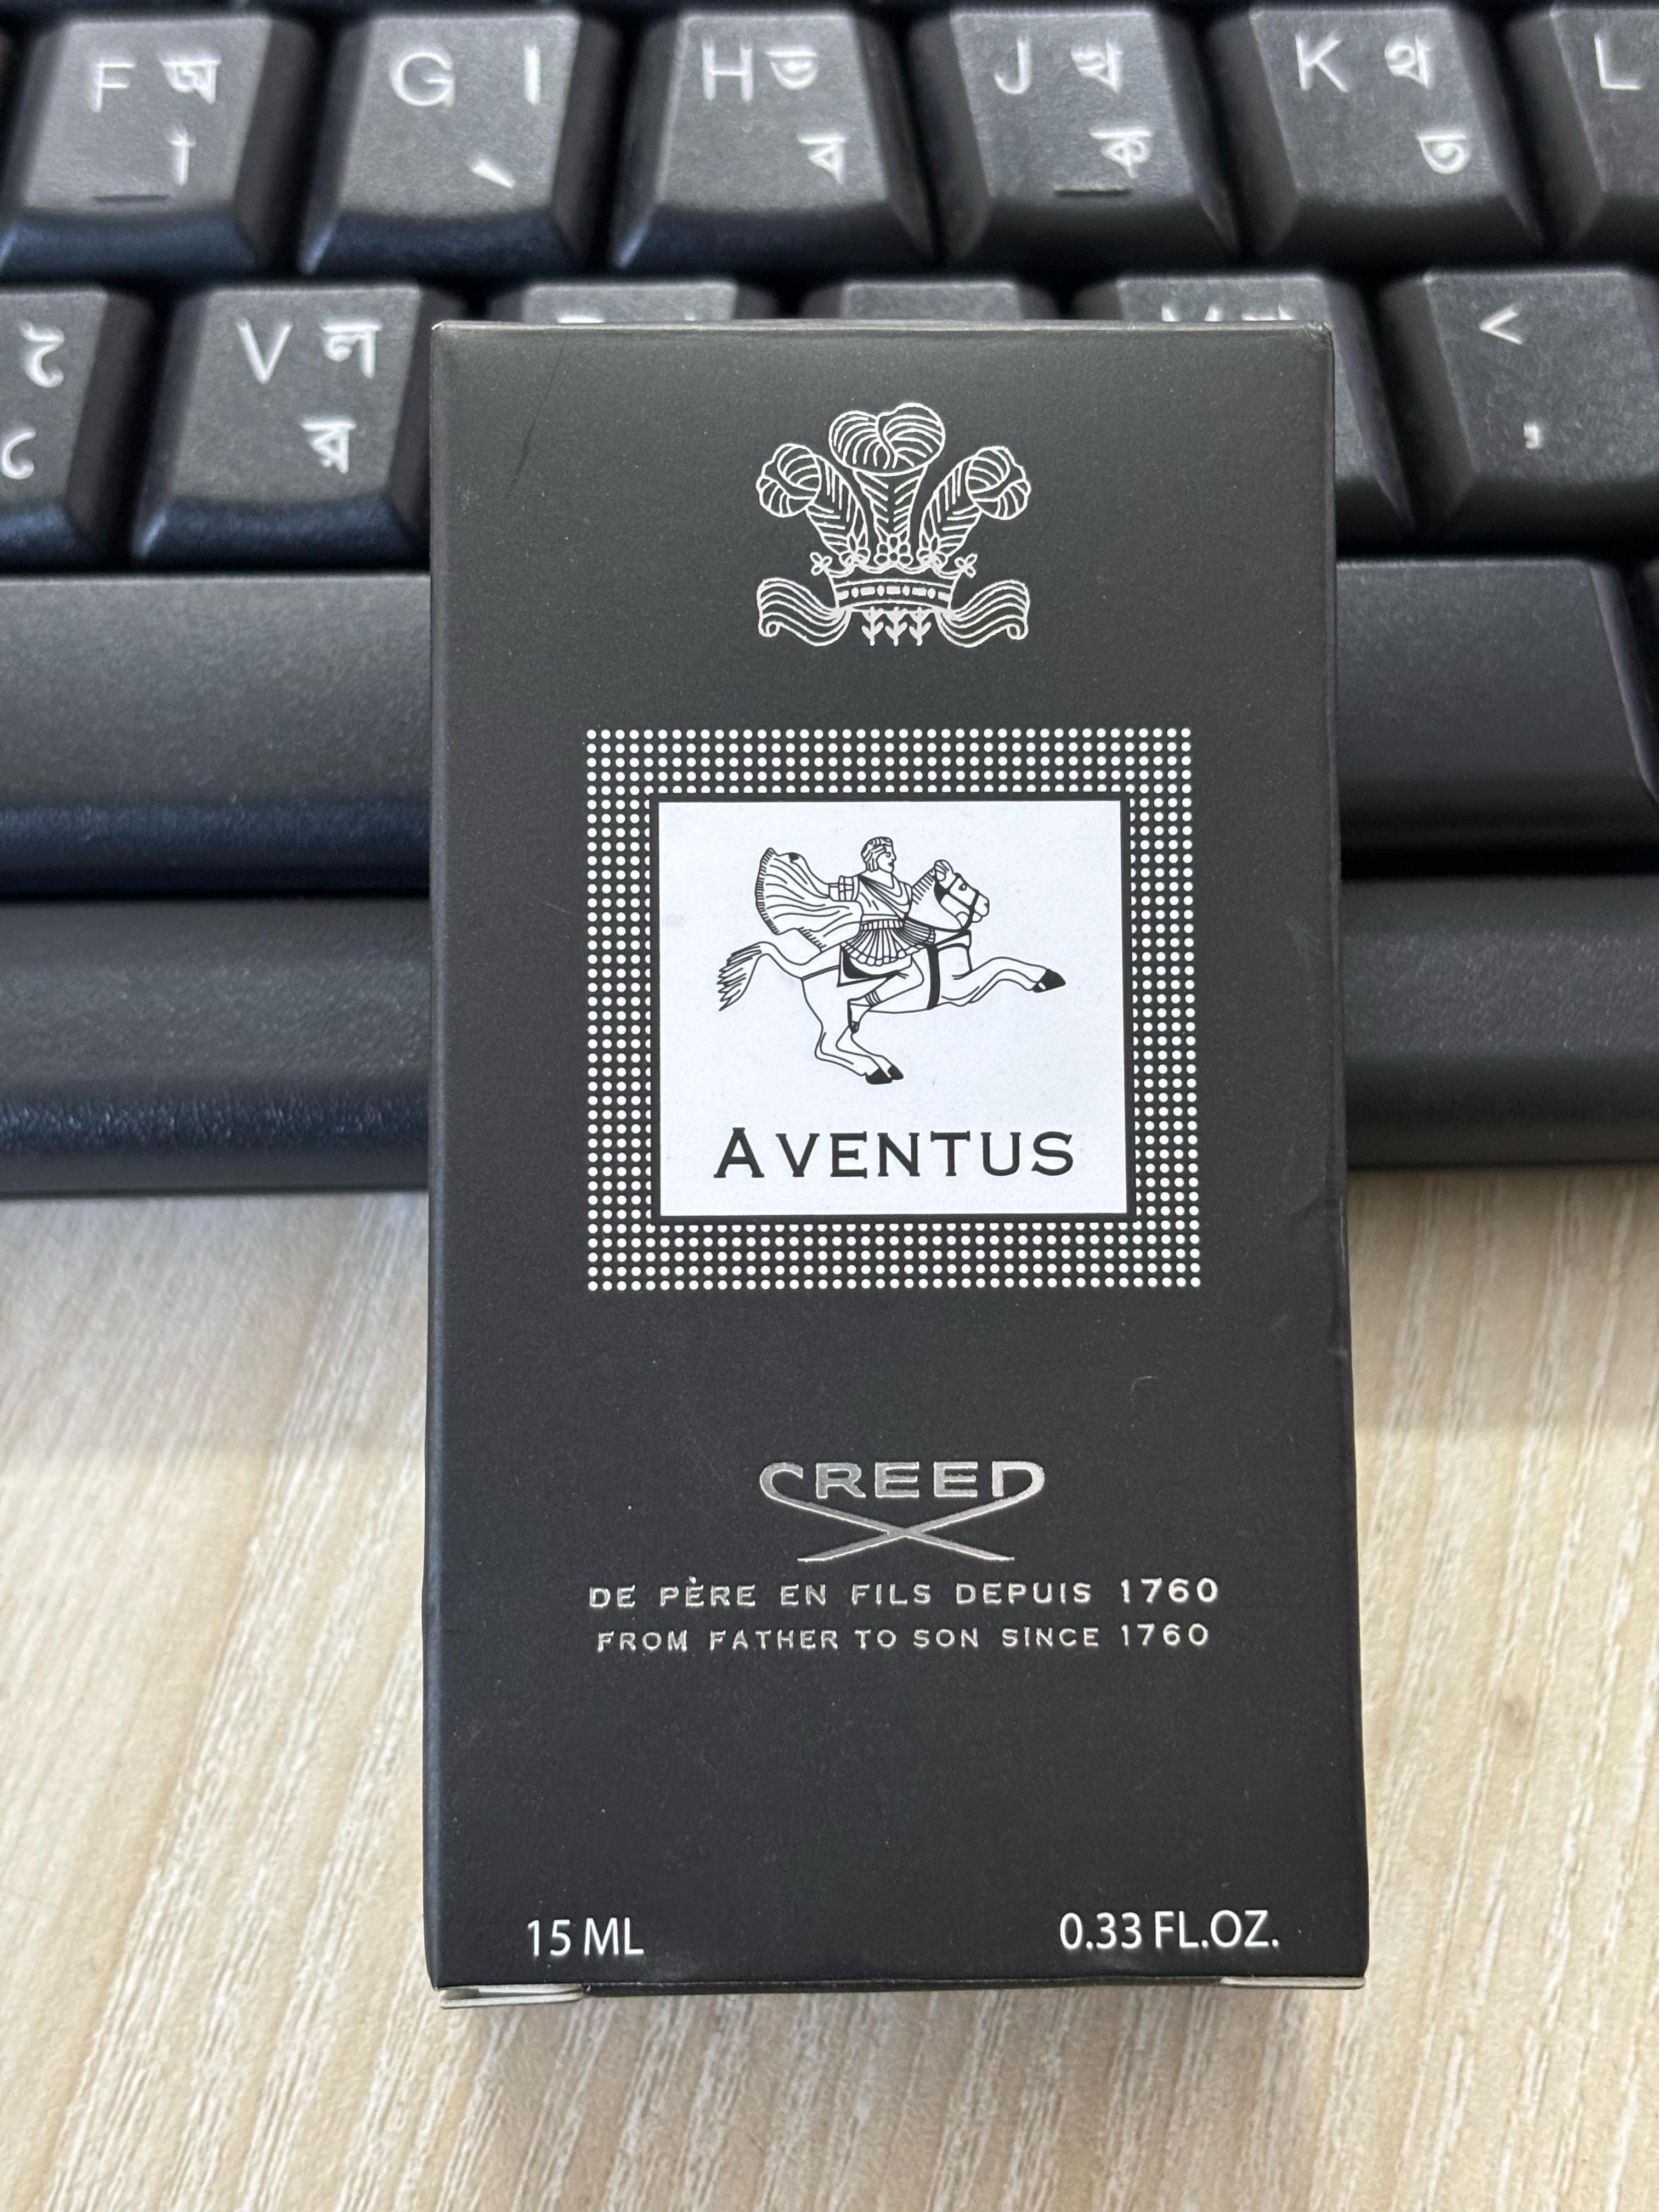 F অ
া
G ।
্
H ভ
ব
J খ
ক
K থ
ত
L
ৈ
ে
V ল
র
<
,
AVENTUS
CREED
DE PÈRE EN FILS DEPUIS 1760
FROM FATHER TO SON SINCE 1760
15 ML
0.33 FL.OZ.